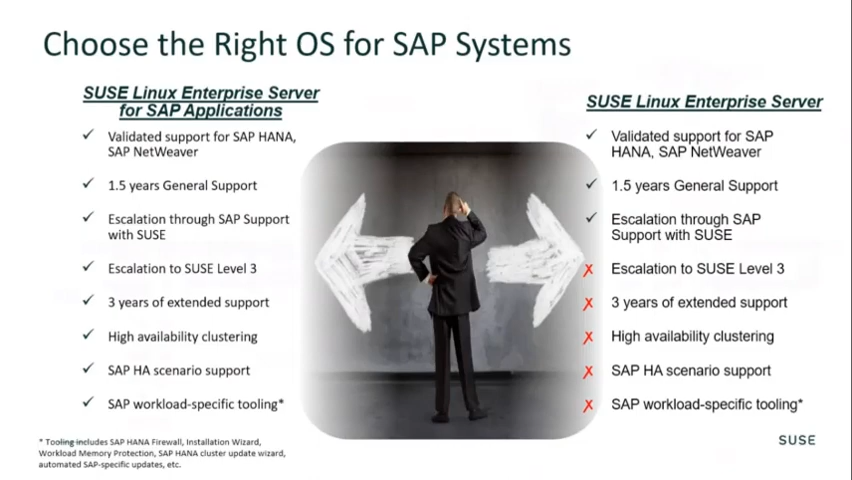 Choose the Right OS for SAP Systems
SUSE Linux Enterprise Server
for SAP Applications
✓ Validated support for SAP HANA,
SAP NetWeaver
✓ 1.5 years General Support
✓ Escalation through SAP Support
with SUSE
✓ Escalation to SUSE Level 3
✓ 3 years of extended support
✓ High availability clustering
✓ SAP HA scenario support
✓ SAP workload-specific tooling*
* Tooling includes SAP HANA Firewall, Installation Wizard,
Workload Memory Protection, SAP HANA cluster update wizard,
automated SAP-specific updates, etc.
SUSE Linux Enterprise Server
✓ Validated support for SAP
HANA, SAP NetWeaver
✓ 1.5 years General Support
✓ Escalation through SAP
Support with SUSE
✗ Escalation to SUSE Level 3
✗ 3 years of extended support
✗ High availability clustering
✗ SAP HA scenario support
✗ SAP workload-specific tooling*
SUSE